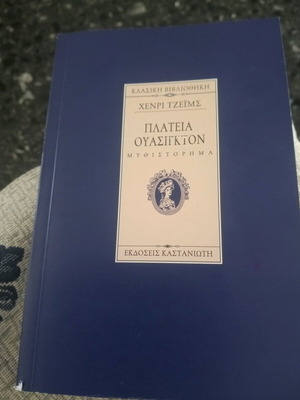 ΚΛΑΣΙΚΗ ΒΙΒΛΙΟΘΗΚΗ
ΧΕΝΡΙ ΤΖΕΪΜΣ
ΠΛΑΤΕΙΑ
ΟΥΑΣΙΓΚΤΟΝ
ΜΥΘΙΣΤΟΡΗΜΑ
ΕΚΔΟΣΕΙΣ ΚΑΣΤΑΝΙΩΤΗ